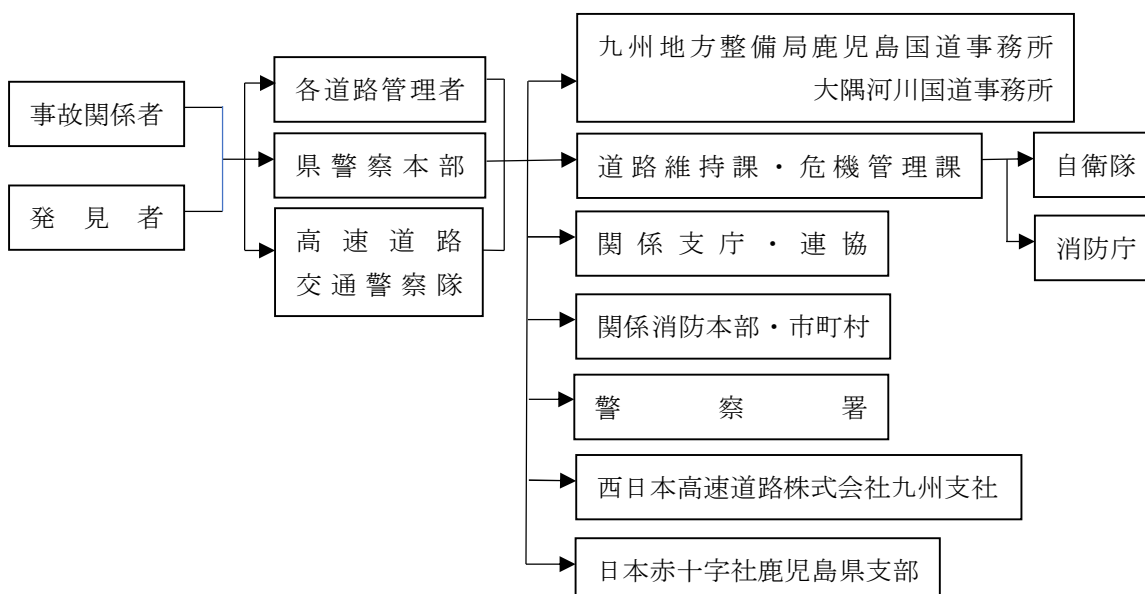 事故関係者
発見者
各道路管理者
県警察本部
高速道路
交通警察隊
九州地方整備局鹿児島国道事務所
大隅河川国道事務所
道路維持課・危機管理課
関係支庁・連協
関係消防本部・市町村
警察署
西日本高速道路株式会社九州支社
日本赤十字社鹿児島県支部
自衛隊
消防庁